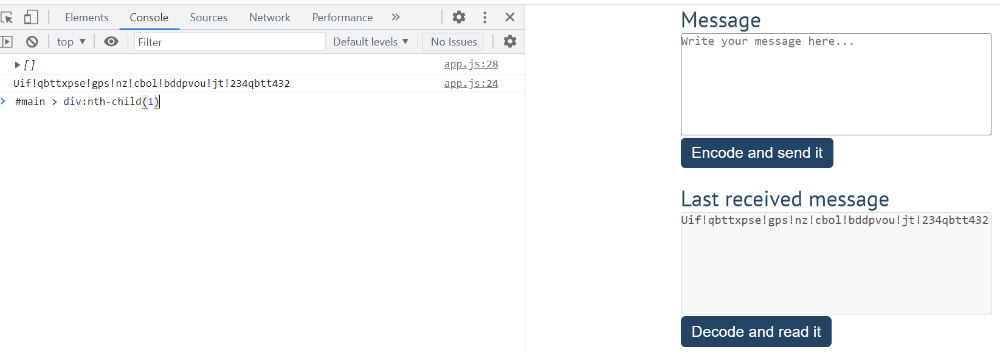 Elements Console Sources Network Performance
top Filter Default levels No Issues
[] app.js:28
Uif!qbttxpse!gps!nz!cbol!bddpvou!jt!234qbtt432 app.js:24
#main > div:nth-child(1)
Message
Write your message here...
Encode and send it
Last received message
Uif!qbttxpse!gps!nz!cbol!bddpvou!jt!234qbtt432
Decode and read it